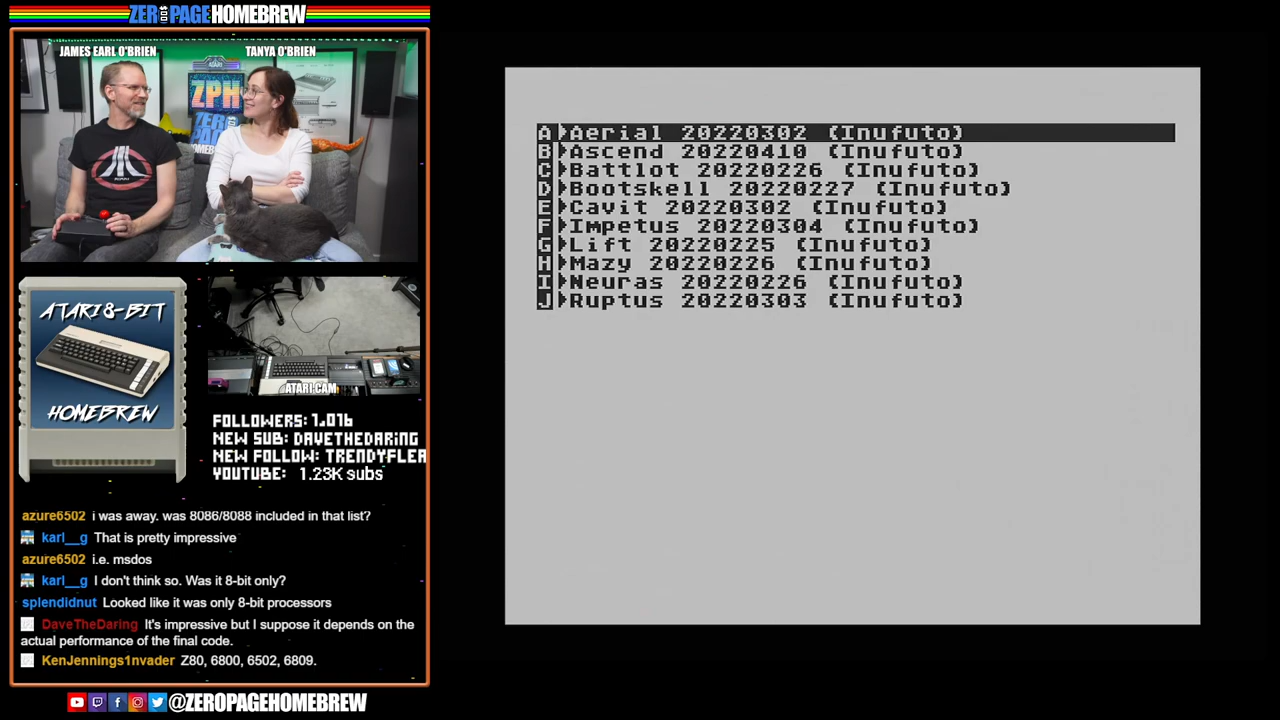 ZEROPAGE HOMEBREW
JAMES EARL O'BRIEN
TANYA O'BRIEN
ATARI
ZPH
ATARI 8-BIT
HOMEBREW
ATARI CAM
FOLLOWERS: 1,016
NEW SUB: DAVETHEDARING
NEW FOLLOW: TRENDYFLEA
YOUTUBE: 1.23K subs
azure6502 i was away. was 8086/8088 included in that list?
karl__g That is pretty impressive
azure6502 i.e. msdos
karl__g I don't think so. Was it 8-bit only?
splendidnut Looked like it was only 8-bit processors
DaveTheDaring It's impressive but I suppose it depends on the
actual performance of the final code.
KenJennings1nvader Z80, 6800, 6502, 6809.
@ZEROPAGEHOMEBREW
A Aerial 20220302 (Inufuto)
B Ascend 20220410 (Inufuto)
C Battlot 20220226 (Inufuto)
D Bootskell 20220227 (Inufuto)
E Cavit 20220302 (Inufuto)
F Impetus 20220304 (Inufuto)
G Lift 20220225 (Inufuto)
H Mazy 20220226 (Inufuto)
I Neuras 20220226 (Inufuto)
J Ruptus 20220303 (Inufuto)